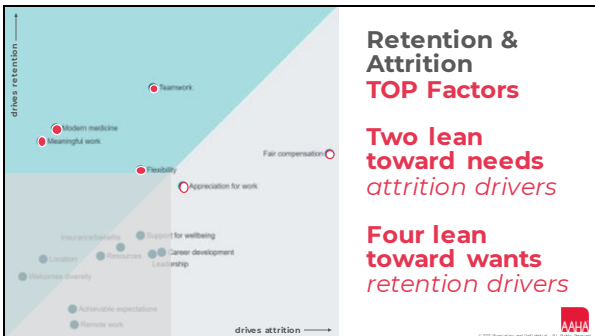 drives retention
Teamwork
Modern medicine
Meaningful work
Fair compensation
Flexibility
Appreciation for work
Insurance/benefits
Support for wellbeing
Location
Resources
Career development
Leadership
Welcomes diversity
Achievable expectations
Remote work
drives attrition
Retention &
Attrition
TOP Factors
Two lean
toward needs
attrition drivers
Four lean
toward wants
retention drivers
AAHA